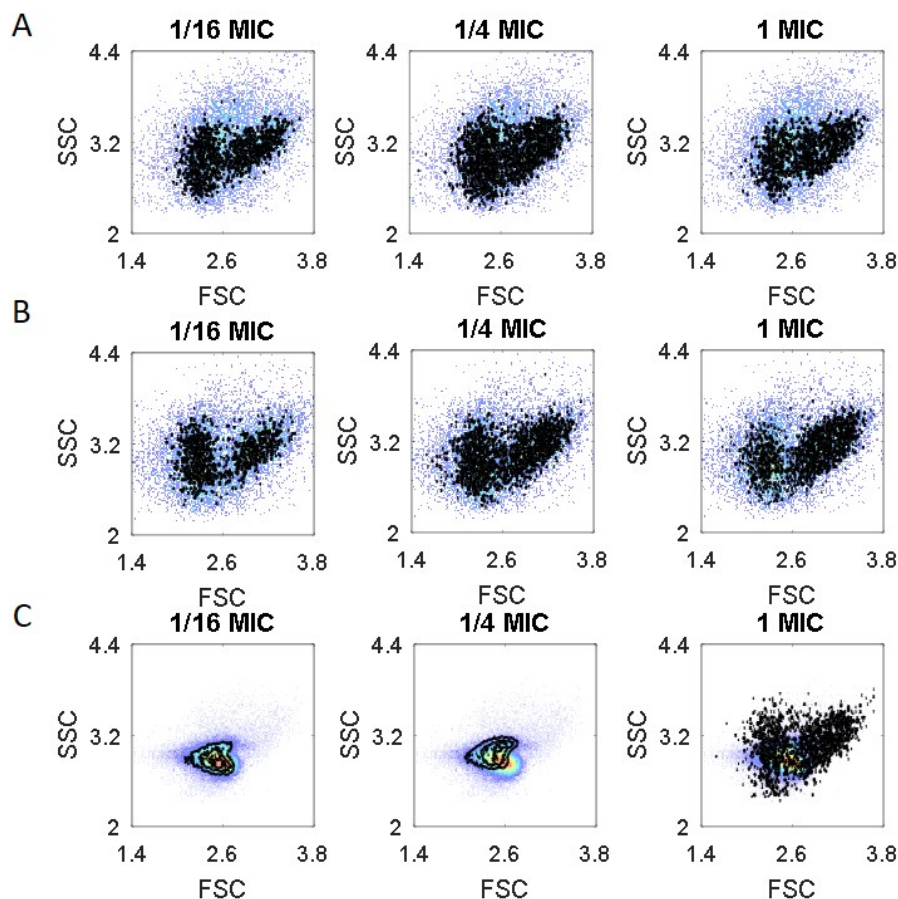 A
1/16 MIC 1/4 MIC 1 MIC
4.4 4.4 4.4
SSC SSC SSC
3.2 3.2 3.2
2 2 2
1.4 2.6 3.8 1.4 2.6 3.8 1.4 2.6 3.8
FSC FSC FSC
B
1/16 MIC 1/4 MIC 1 MIC
4.4 4.4 4.4
SSC SSC SSC
3.2 3.2 3.2
2 2 2
1.4 2.6 3.8 1.4 2.6 3.8 1.4 2.6 3.8
FSC FSC FSC
C
1/16 MIC 1/4 MIC 1 MIC
4.4 4.4 4.4
SSC SSC SSC
3.2 3.2 3.2
2 2 2
1.4 2.6 3.8 1.4 2.6 3.8 1.4 2.6 3.8
FSC FSC FSC